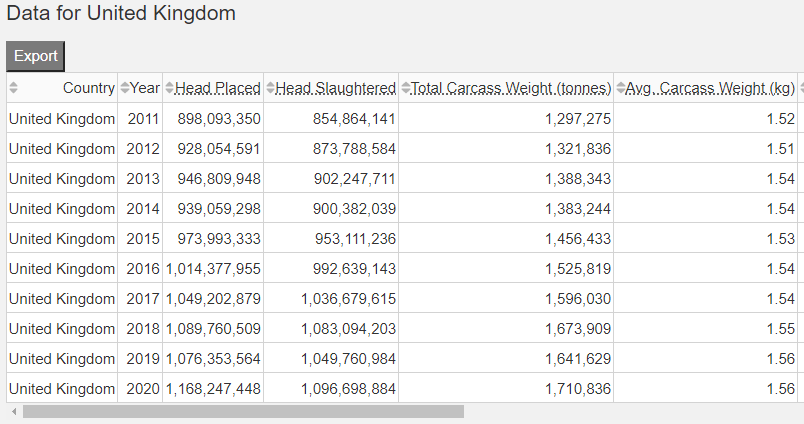 Data for United Kingdom
Export
Country Year Head Placed Head Slaughtered Total Carcass Weight (tonnes) Avg. Carcass Weight (kg)
United Kingdom 2011 898,093,350 854,864,141 1,297,275 1.52
United Kingdom 2012 928,054,591 873,788,584 1,321,836 1.51
United Kingdom 2013 946,809,948 902,247,711 1,388,343 1.54
United Kingdom 2014 939,059,298 900,382,039 1,383,244 1.54
United Kingdom 2015 973,993,333 953,111,236 1,456,433 1.53
United Kingdom 2016 1,014,377,955 992,639,143 1,525,819 1.54
United Kingdom 2017 1,049,202,879 1,036,679,615 1,596,030 1.54
United Kingdom 2018 1,089,760,509 1,083,094,203 1,673,909 1.55
United Kingdom 2019 1,076,353,564 1,049,760,984 1,641,629 1.56
United Kingdom 2020 1,168,247,448 1,096,698,884 1,710,836 1.56